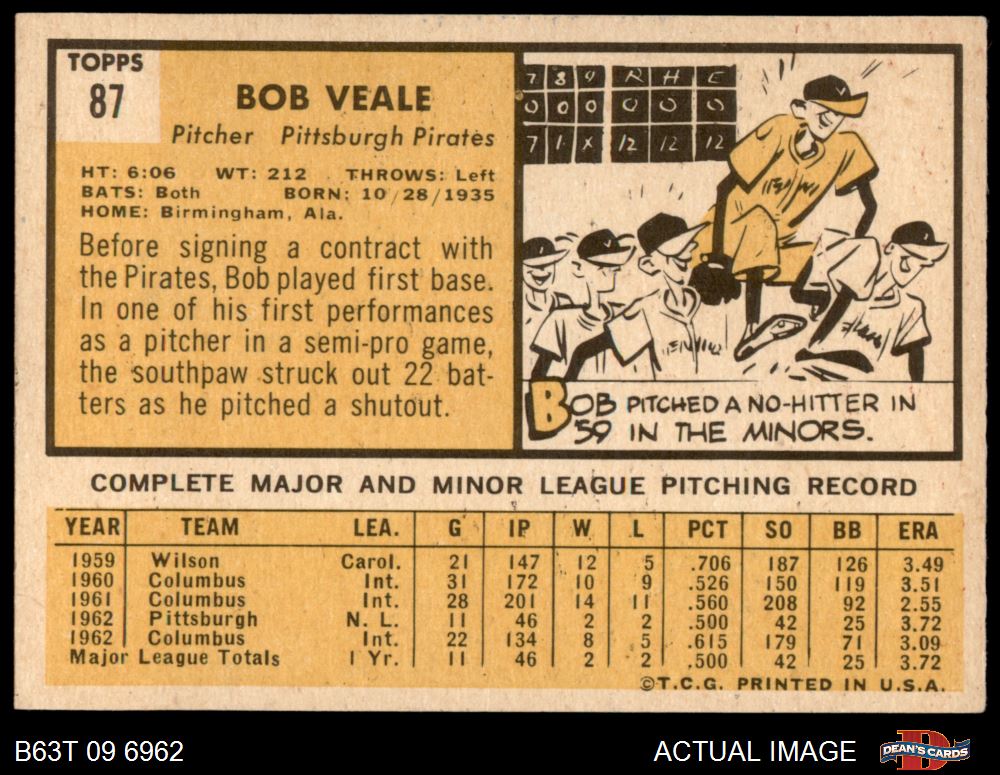 TOPPS
87
BOB VEALE
Pitcher Pittsburgh Pirates
HT: 6:06 WT: 212 THROWS: Left
BATS: Both BORN: 10/28/1935
HOME: Birmingham, Ala.
Before signing a contract with
the Pirates, Bob played first base.
In one of his first performances
as a pitcher in a semi-pro game,
the southpaw struck out 22 bat-
ters as he pitched a shutout.
7 8 9 R H E
0 0 0 0 0 0
7 1 X 12 12 12
BOB PITCHED A NO-HITTER IN
'59 IN THE MINORS.
COMPLETE MAJOR AND MINOR LEAGUE PITCHING RECORD
YEAR TEAM LEA. G IP W L PCT SO BB ERA
1959 Wilson Carol. 21 147 12 5 .706 187 126 3.49
1960 Columbus Int. 31 172 10 9 .526 150 119 3.51
1961 Columbus Int. 28 201 14 11 .560 208 92 2.55
1962 Pittsburgh N. L. 11 46 2 2 .500 42 25 3.72
1962 Columbus Int. 22 134 8 5 .615 179 71 3.09
Major League Totals 1 Yr. 11 46 2 2 .500 42 25 3.72
©T.C.G. PRINTED IN U.S.A.
B63T 09 6962 ACTUAL IMAGE DEAN'S CARDS